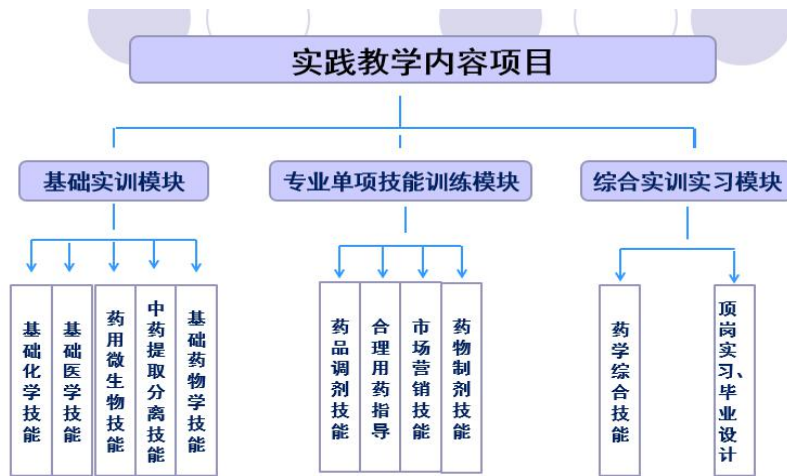 实践教学内容项目
基础实训模块
专业单项技能训练模块
综合实训实习模块
基础化学技能
基础医学技能
药用微生物技能
中药提取分离技能
基础药物学技能
药品调剂技能
合理用药指导
市场营销技能
药物制剂技能
药学综合技能
顶岗实习、毕业设计